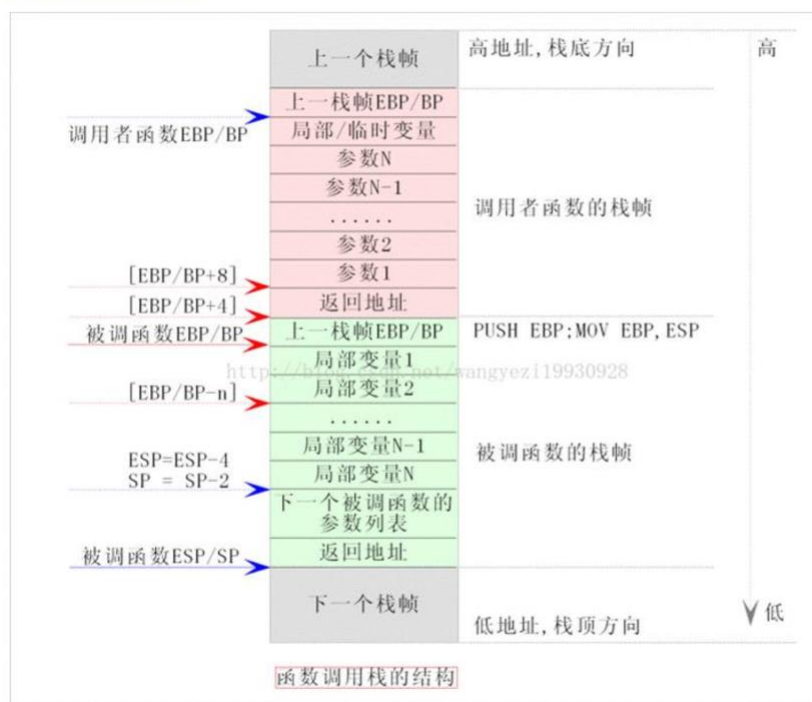 上一个栈帧
高地址,栈底方向
高
上一栈帧EBP/BP
调用者函数EBP/BP
局部/临时变量
参数N
参数N-1
......
调用者函数的栈帧
参数2
[EBP/BP+8]
参数1
[EBP/BP+4]
返回地址
被调函数EBP/BP
上一栈帧EBP/BP
PUSH EBP;MOV EBP,ESP
局部变量1
http://blog.csdn.net/wangyezi19930928
[EBP/BP-n]
局部变量2
......
局部变量N-1
被调函数的栈帧
ESP=ESP-4
SP = SP-2
局部变量N
下一个被调函数的
参数列表
被调函数ESP/SP
返回地址
下一个栈帧
低
低地址,栈顶方向
函数调用栈的结构